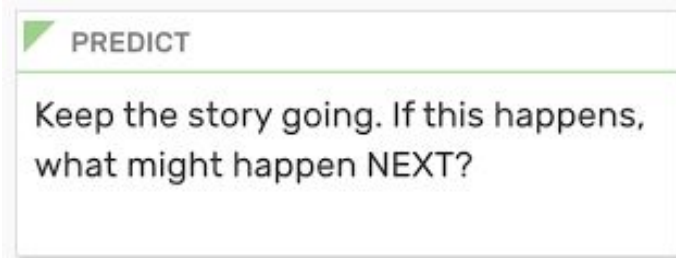 PREDICT
Keep the story going. If this happens,
what might happen NEXT?